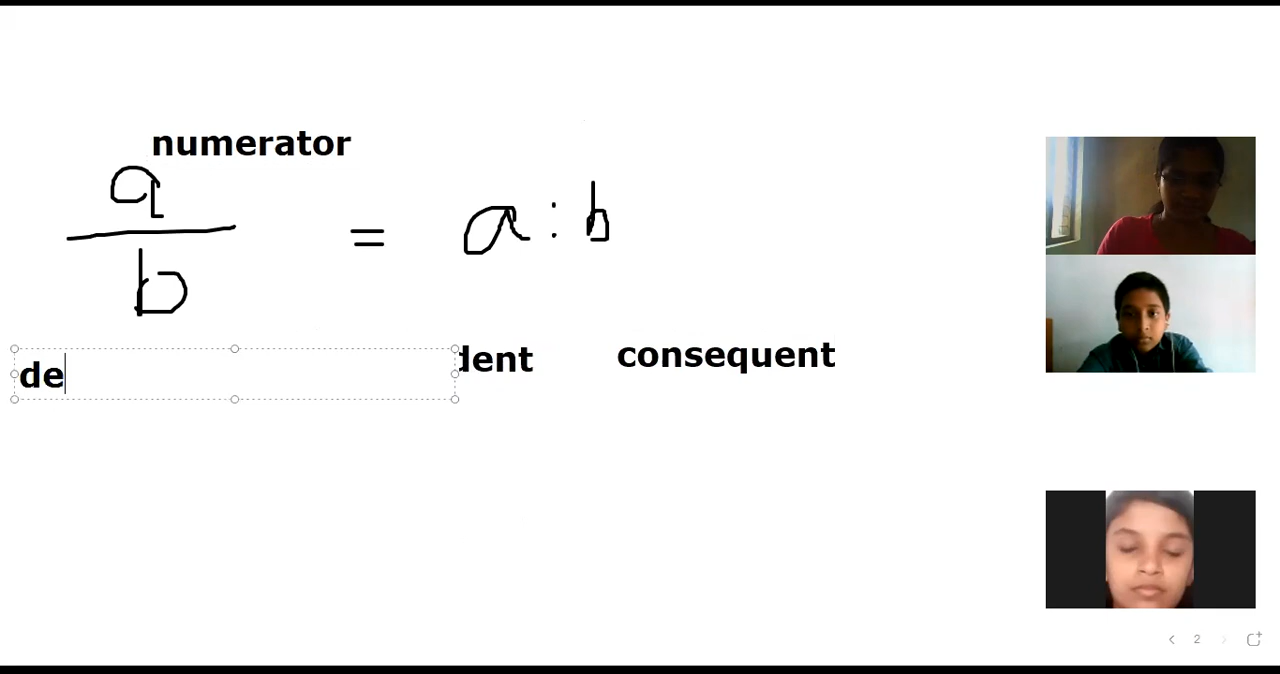 numerator
a
b
= a : b
de
dent consequent
2